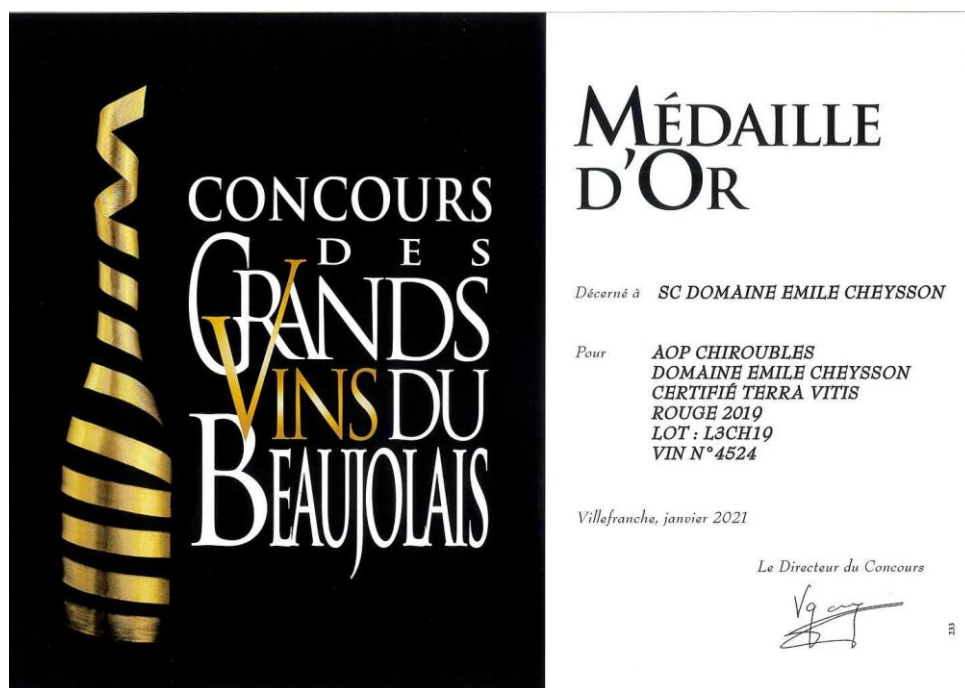 CONCOURS
DES
GRANDS
VINS DU
BEAUJOLAIS
MÉDAILLE
D'OR
Décerné à SC DOMAINE EMILE CHEYSSON
Pour AOP CHIROUBLES
DOMAINE EMILE CHEYSSON
CERTIFIÉ TERRA VITIS
ROUGE 2019
LOT : L3CH19
VIN N°4524
Villefranche, janvier 2021
Le Directeur du Concours
233